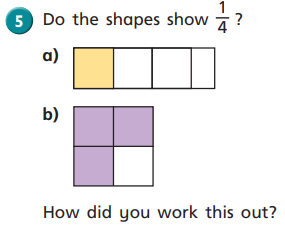 5 Do the shapes show 1/4 ?
a)
b)
How did you work this out?